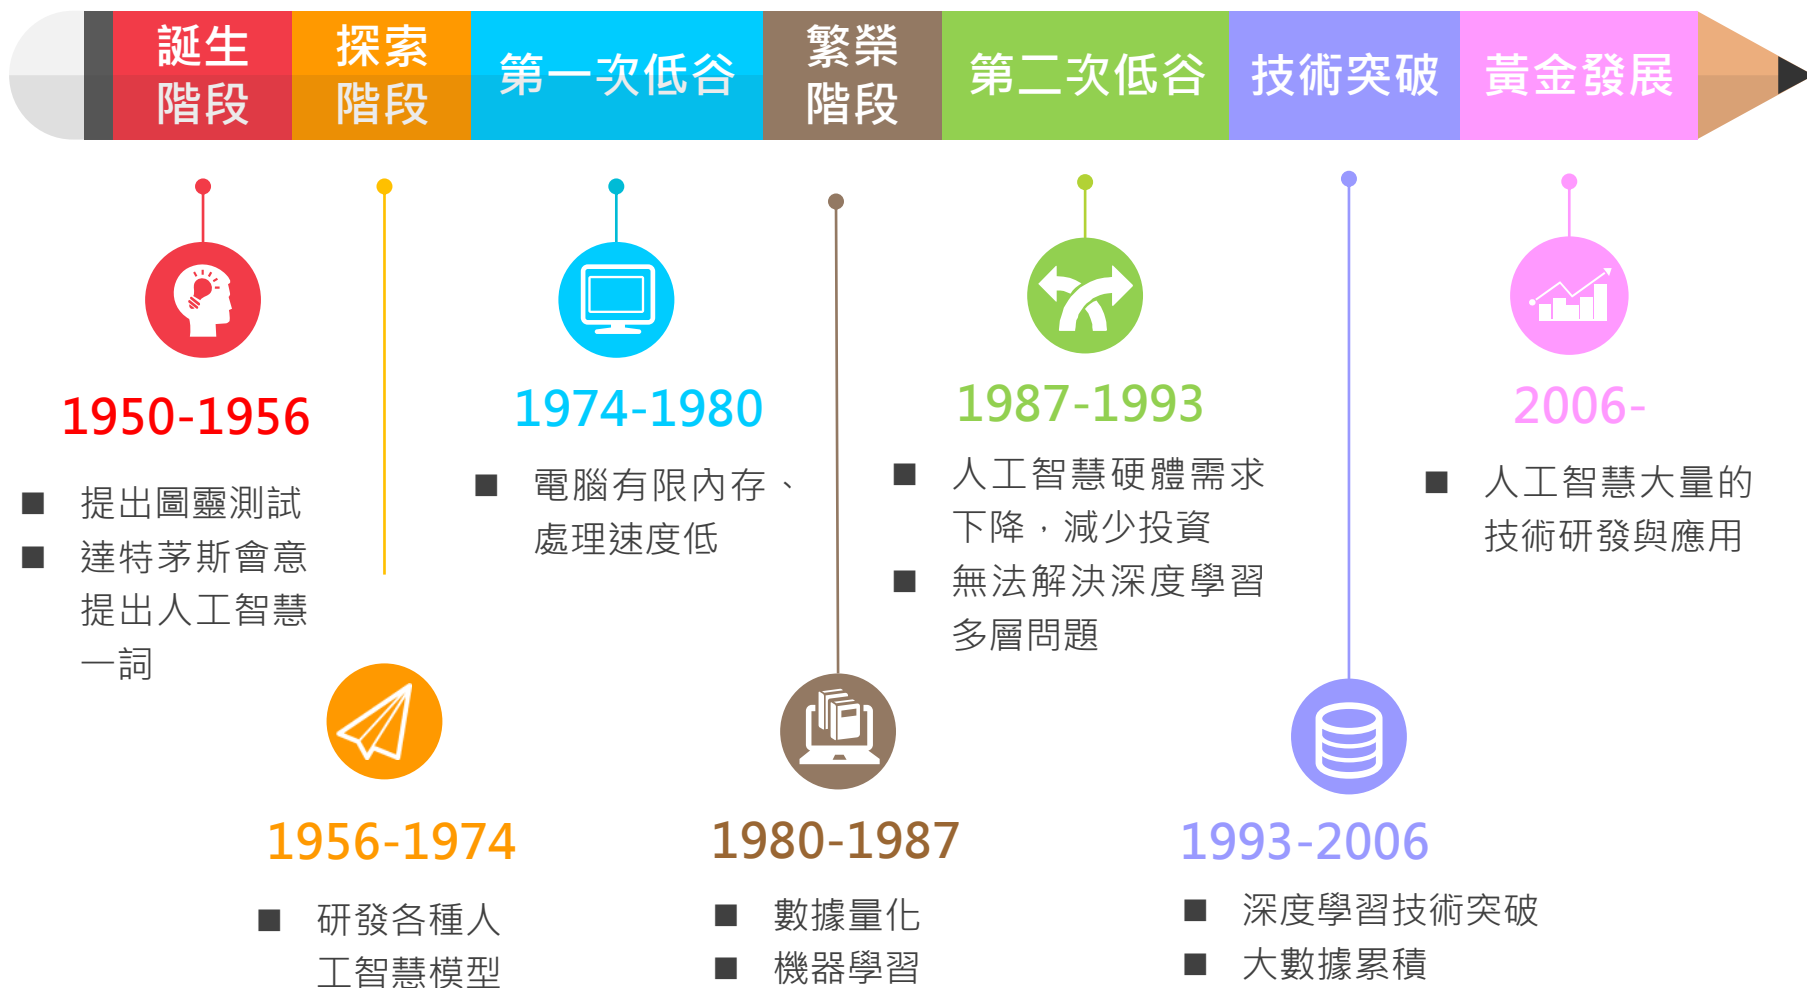 誕生
階段
探索
階段
第一次低谷
繁榮
階段
第二次低谷
技術突破
黃金發展
1950-1956
■ 提出圖靈測試
■ 達特茅斯會意
提出人工智慧
一詞
1956-1974
■ 研發各種人
工智慧模型
1974-1980
■ 電腦有限內存、
處理速度低
1980-1987
■ 數據量化
■ 機器學習
1987-1993
■ 人工智慧硬體需求
下降，減少投資
■ 無法解決深度學習
多層問題
1993-2006
■ 深度學習技術突破
■ 大數據累積
2006-
■ 人工智慧大量的
技術研發與應用